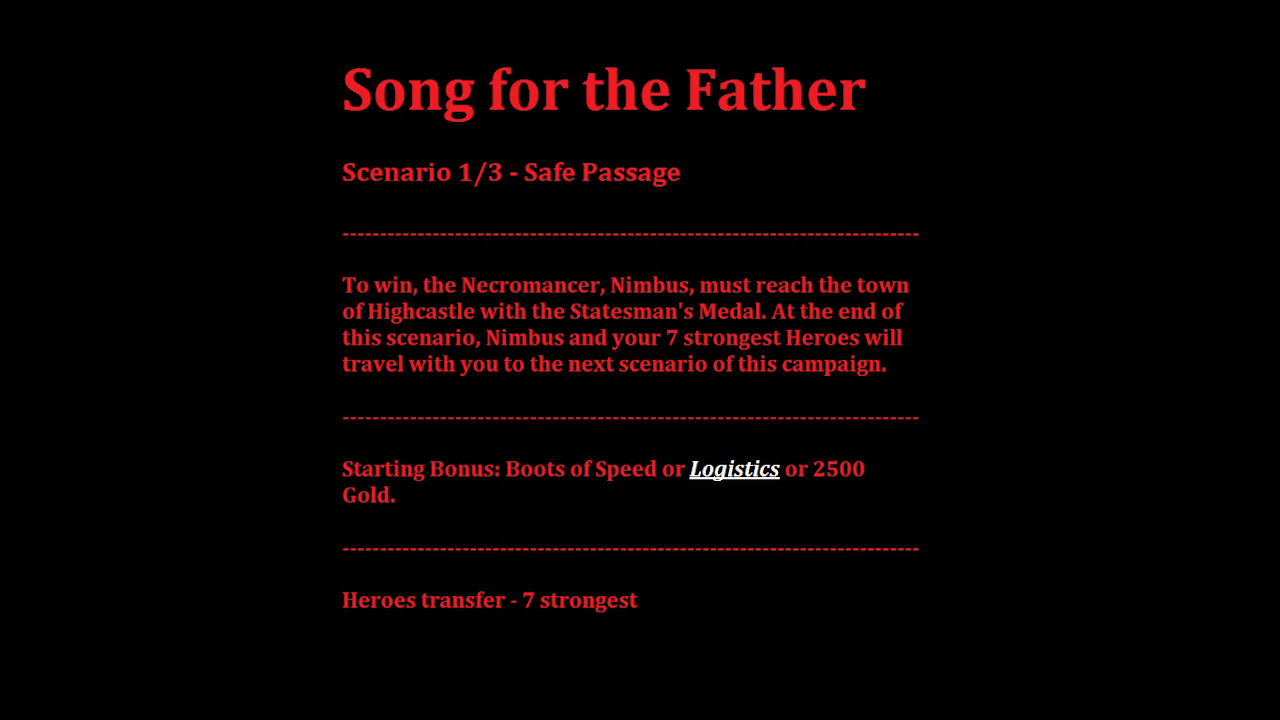 Song for the Father
Scenario 1/3 - Safe Passage
-----------------------------------------------------------------------------
To win, the Necromancer, Nimbus, must reach the town
of Highcastle with the Statesman's Medal. At the end of
this scenario, Nimbus and your 7 strongest Heroes will
travel with you to the next scenario of this campaign.
-----------------------------------------------------------------------------
Starting Bonus: Boots of Speed or Logistics or 2500
Gold.
-----------------------------------------------------------------------------
Heroes transfer - 7 strongest